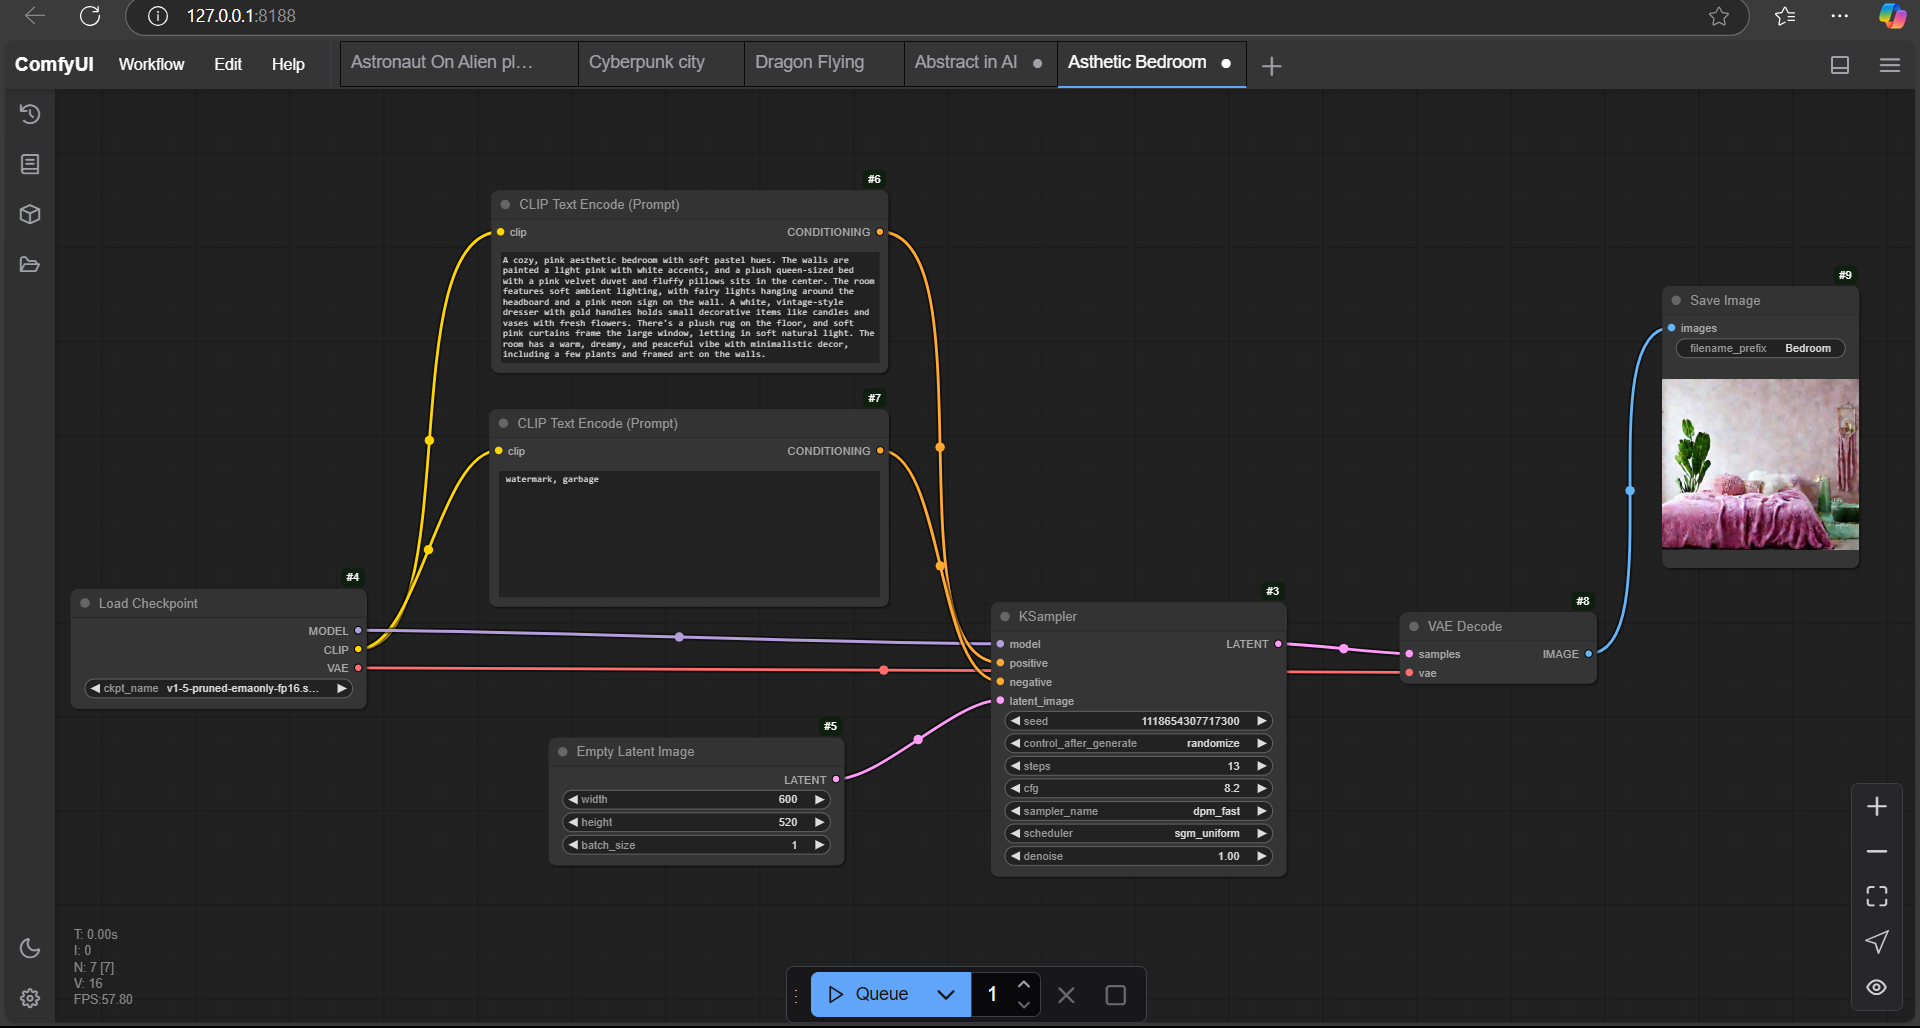 127.0.0.1:8188
ComfyUI Workflow Edit Help Astronaut On Alien pl... Cyberpunk city Dragon Flying Abstract in AI Asthetic Bedroom
#6
CLIP Text Encode (Prompt)
clip CONDITIONING
A cozy, pink aesthetic bedroom with soft pastel hues. The walls are
painted a light pink with white accents, and a plush queen-sized bed
with a pink velvet duvet and fluffy pillows sits in the center. The room
features soft ambient lighting, with fairy lights hanging around the
headboard and a pink neon sign on the wall. A white, vintage-style
dresser with gold handles holds small decorative items like candles and
vases with fresh flowers. There's a plush rug on the floor, and soft
pink curtains frame the large window, letting in soft natural light. The
room has a warm, dreamy, and peaceful vibe with minimalistic decor,
including a few plants and framed art on the walls.
#7
CLIP Text Encode (Prompt)
clip CONDITIONING
watermark, garbage
#4
Load Checkpoint
MODEL
CLIP
VAE
ckpt_name v1-5-pruned-emaonly-fp16.s...
#5
Empty Latent Image
LATENT
width 600
height 520
batch_size 1
#3
KSampler
model LATENT
positive
negative
latent_image
seed 1118654307717300
control_after_generate randomize
steps 13
cfg 8.2
sampler_name dpm_fast
scheduler sgm_uniform
denoise 1.00
#8
VAE Decode
samples IMAGE
vae
#9
Save Image
images
filename_prefix Bedroom
T: 0.00s
I: 0
N: 7 [7]
V: 16
FPS:57.80
Queue 1